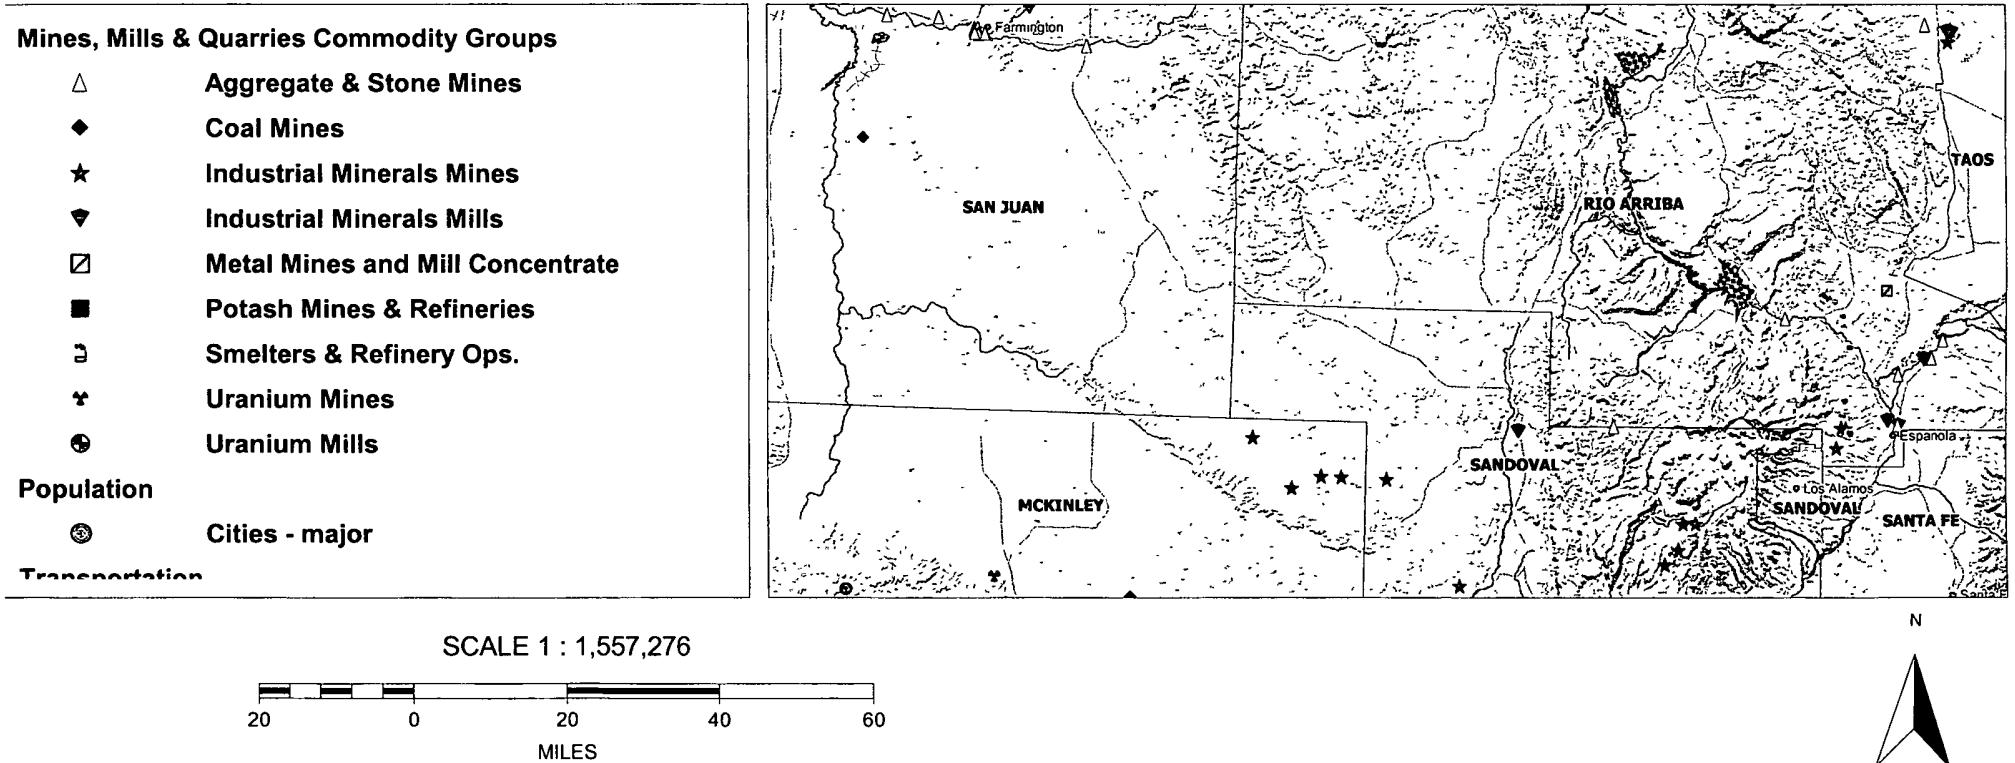 Mines, Mills & Quarries Commodity Groups
Aggregate & Stone Mines
Coal Mines
Industrial Minerals Mines
Industrial Minerals Mills
Metal Mines and Mill Concentrate
Potash Mines & Refineries
Smelters & Refinery Ops.
Uranium Mines
Uranium Mills
Population
Cities - major
Transportation
Farmington
TAOS
SAN JUAN
RIO ARRIBA
Espanola
SANDOVAL
Los Alamos
MCKINLEY
SANDOVAL
SANTA FE
SCALE 1 : 1,557,276
20 0 20 40 60
MILES
N